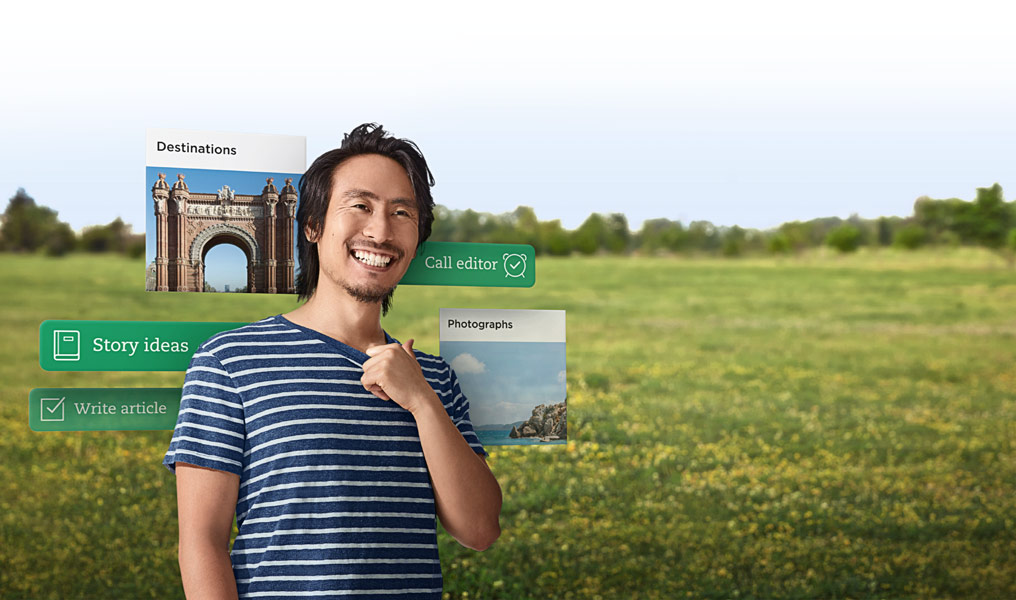 Destinations
Call editor
Photographs
Story ideas
Write article